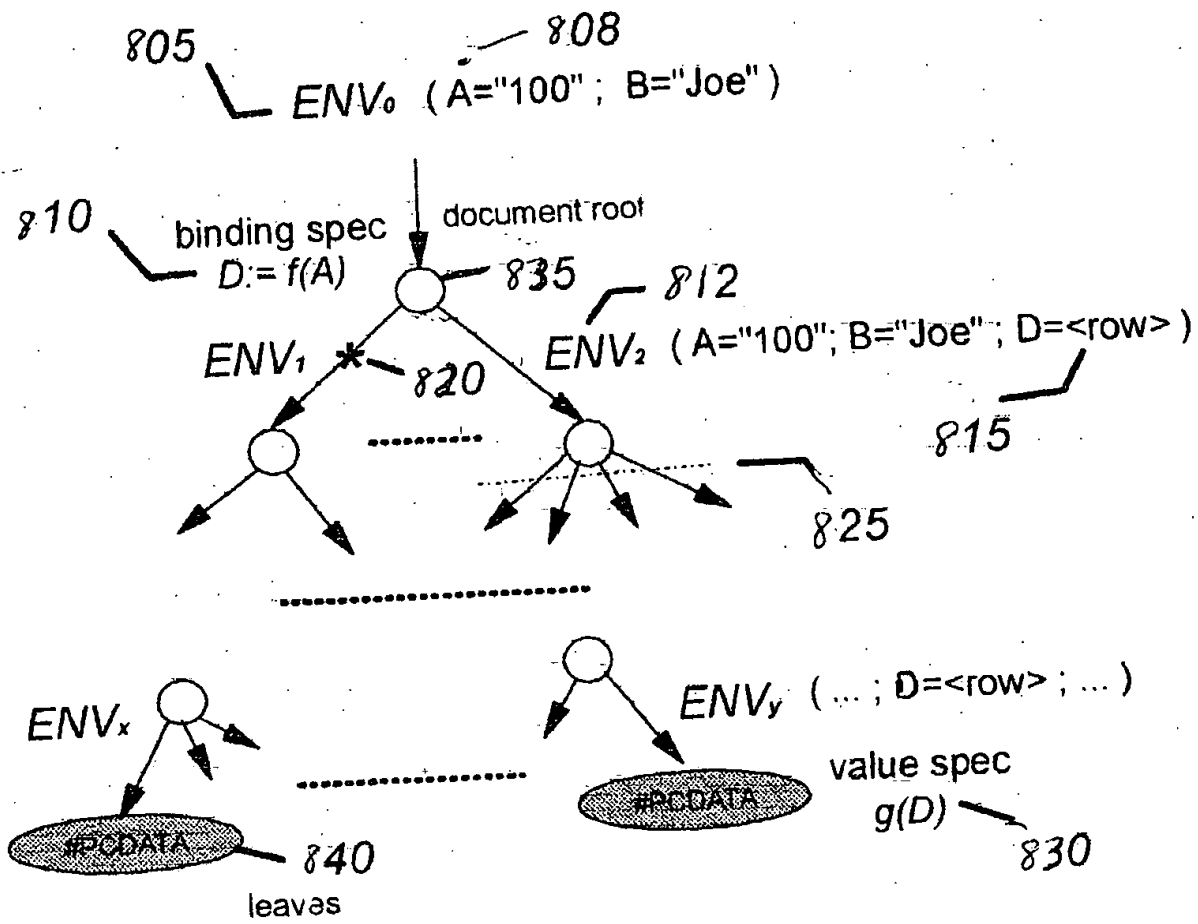 805
808
ENV₀ ( A="100" ; B="Joe" )
810
binding spec
document root
D:= f(A)
835
812
ENV₁
820
ENV₂ ( A="100"; B="Joe" ; D=<row> )
815
825
ENVₓ
ENVy ( ... ; D=<row> ; ... )
#PCDATA
#PCDATA
value spec
g(D)
840
830
leaves